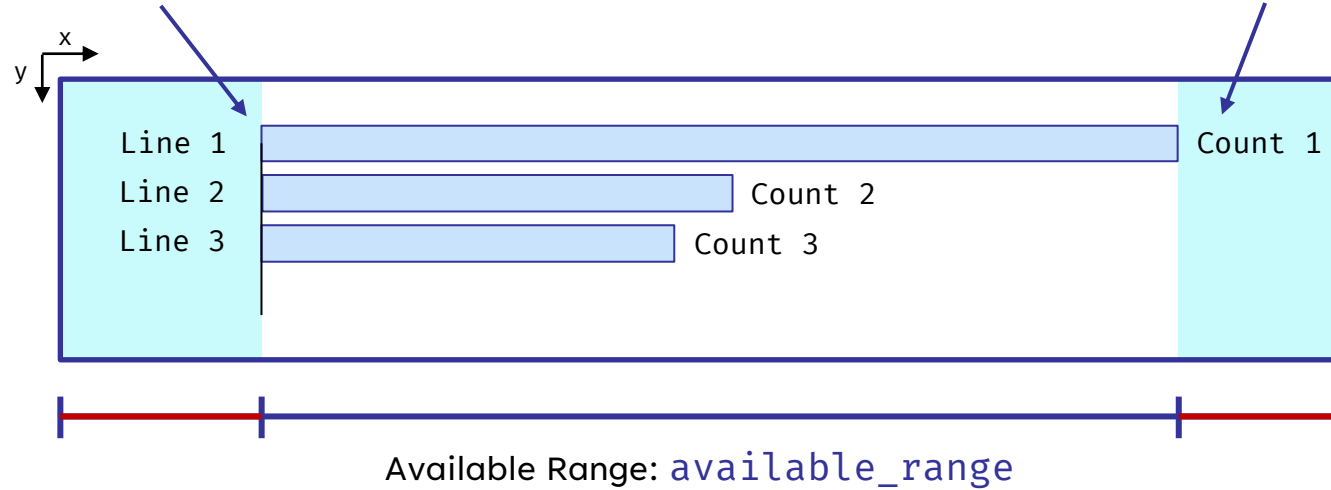 x
y
Line 1 Count 1
Line 2 Count 2
Line 3 Count 3
Available Range: available_range